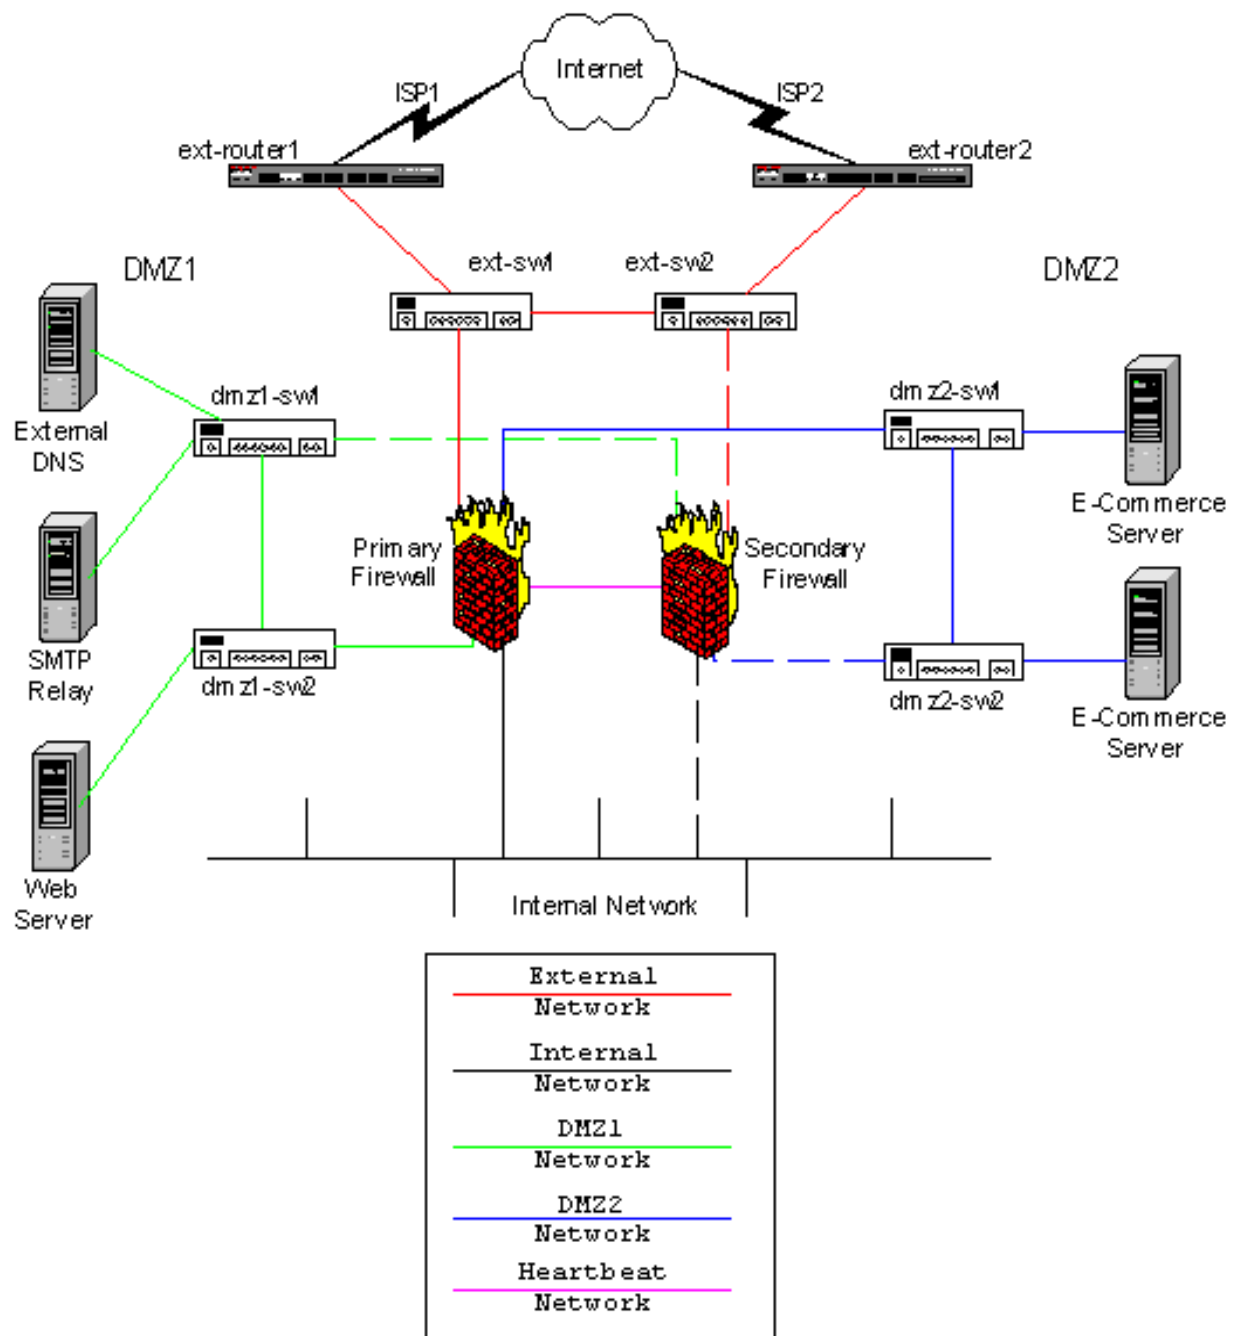 Internet
ISP1
ISP2
ext-router1
ext-router2
ext-sw1
ext-sw2
DMZ1
DMZ2
dmz1-sw1
dmz2-sw1
External
DNS
E-Commerce
Server
Primary
Firewall
Secondary
Firewall
SMTP
Relay
dmz1-sw2
dmz2-sw2
E-Commerce
Server
Web
Server
Internal Network
External
Network
Internal
Network
DMZ1
Network
DMZ2
Network
Heartbeat
Network